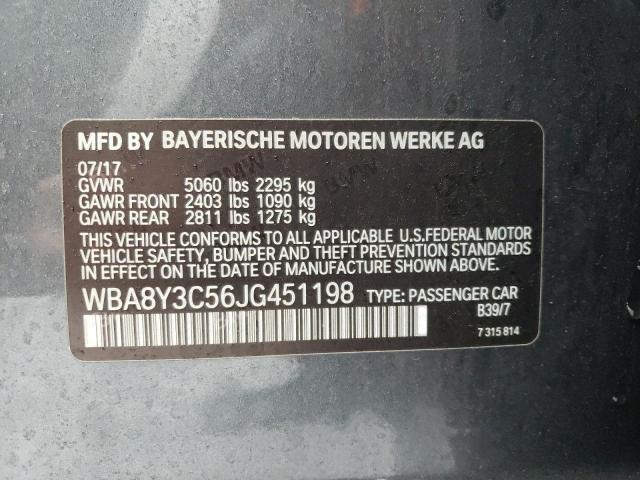 MFD BY BAYERISCHE MOTOREN WERKE AG
07/17
GVWR 5060 lbs 2295 kg
GAWR FRONT 2403 lbs 1090 kg
GAWR REAR 2811 lbs 1275 kg
THIS VEHICLE CONFORMS TO ALL APPLICABLE U.S.FEDERAL MOTOR
VEHICLE SAFETY, BUMPER AND THEFT PREVENTION STANDARDS
IN EFFECT ON THE DATE OF MANUFACTURE SHOWN ABOVE.
WBA8Y3C56JG451198 TYPE: PASSENGER CAR
B39/7
7 315 814
BMW
BMW